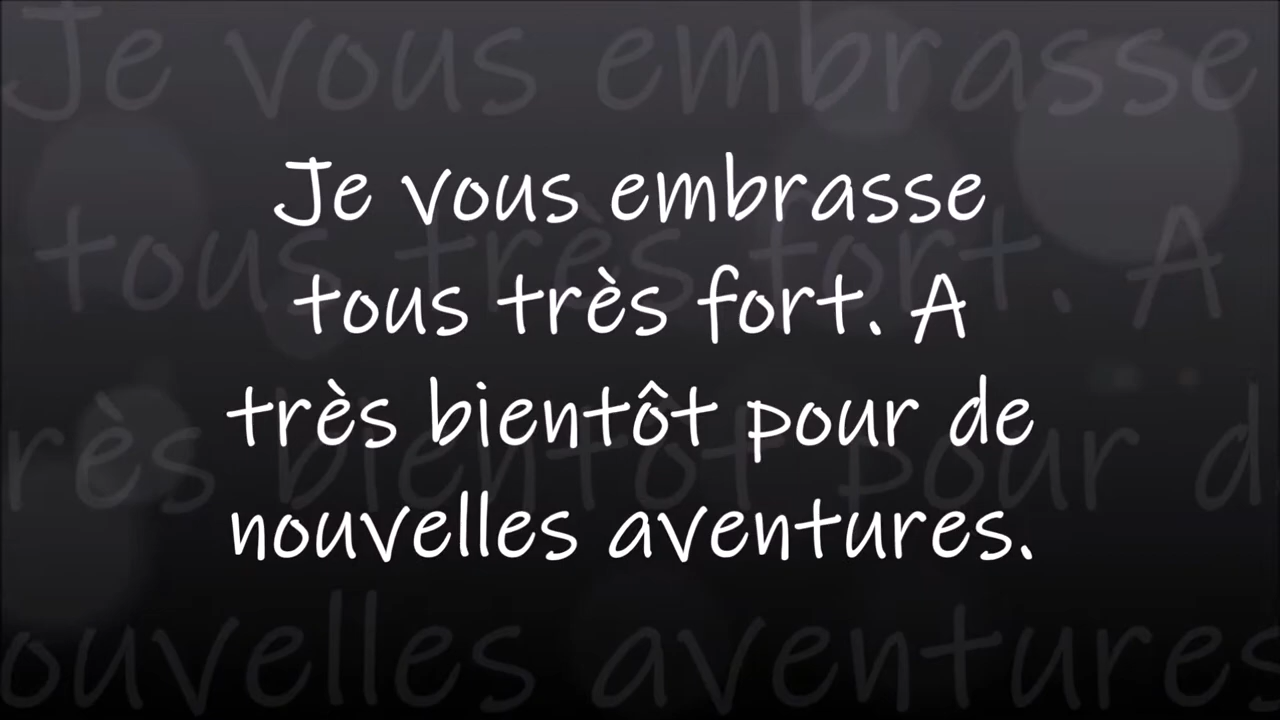 Je vous embrasse
tous très fort. A
très bientôt pour de
nouvelles aventures.